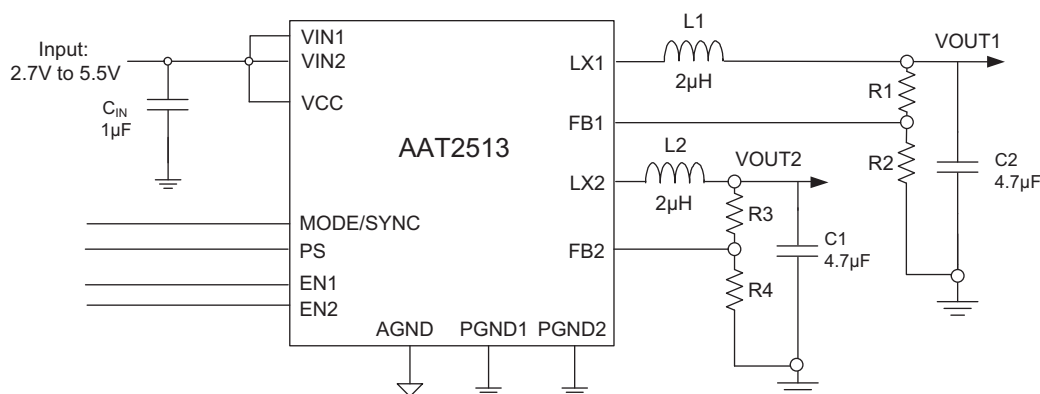 Input:
2.7V to 5.5V
C_IN
1µF
VIN1
VIN2
VCC
AAT2513
MODE/SYNC
PS
EN1
EN2
AGND
PGND1
PGND2
LX1
FB1
LX2
FB2
L1
2µH
VOUT1
R1
R2
C2
4.7µF
L2
2µH
VOUT2
R3
R4
C1
4.7µF